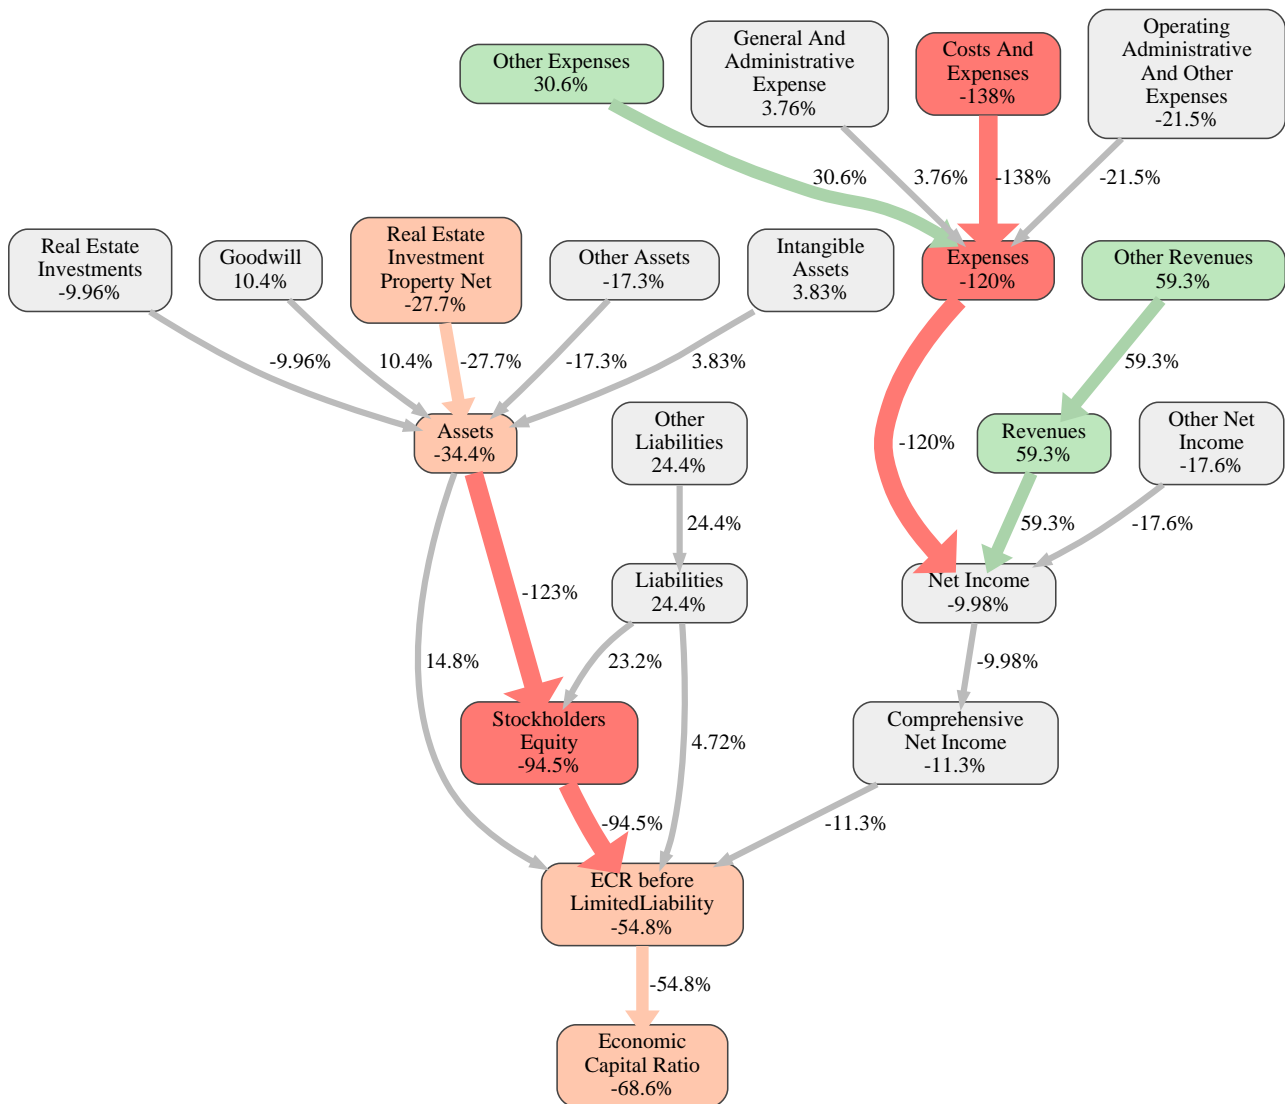 Other Expenses
30.6%
General And
Administrative
Expense
3.76%
Costs And
Expenses
-138%
Operating
Administrative
And Other
Expenses
-21.5%
30.6%
3.76%
-138%
-21.5%
Real Estate
Investments
-9.96%
Goodwill
10.4%
Real Estate
Investment
Property Net
-27.7%
Other Assets
-17.3%
Intangible
Assets
3.83%
Expenses
-120%
Other Revenues
59.3%
-9.96%
10.4%
-27.7%
-17.3%
3.83%
59.3%
Assets
-34.4%
Other
Liabilities
24.4%
-120%
Revenues
59.3%
Other Net
Income
-17.6%
24.4%
59.3%
-17.6%
Liabilities
24.4%
Net Income
-9.98%
-123%
14.8%
23.2%
-9.98%
Stockholders
Equity
-94.5%
4.72%
Comprehensive
Net Income
-11.3%
-94.5%
-11.3%
ECR before
LimitedLiability
-54.8%
-54.8%
Economic
Capital Ratio
-68.6%